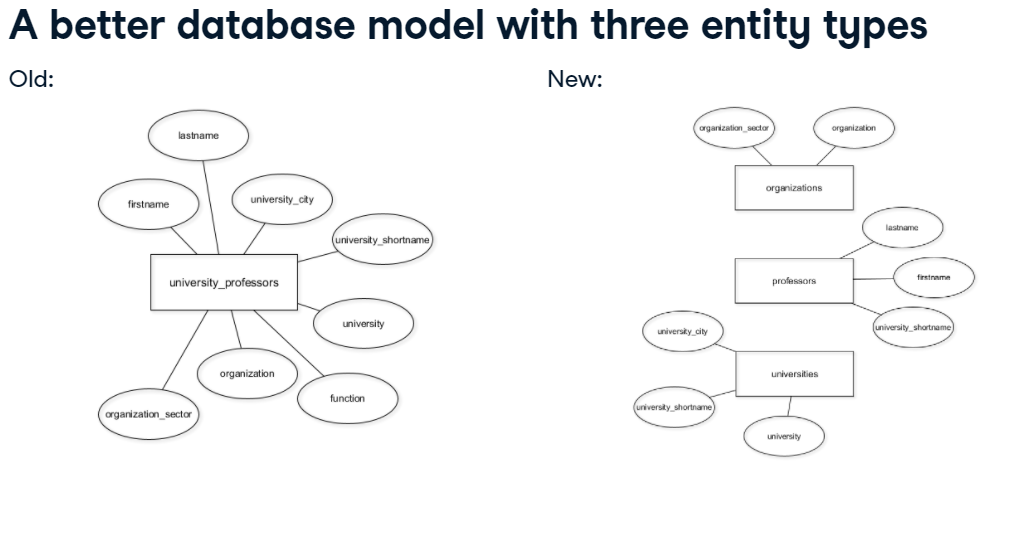 A better database model with three entity types
Old:
lastname
firstname
university_city
university_shortname
university_professors
university
organization
function
organization_sector
New:
organization_sector
organization
organizations
lastname
professors
firstname
university_shortname
university_city
universities
university_shortname
university